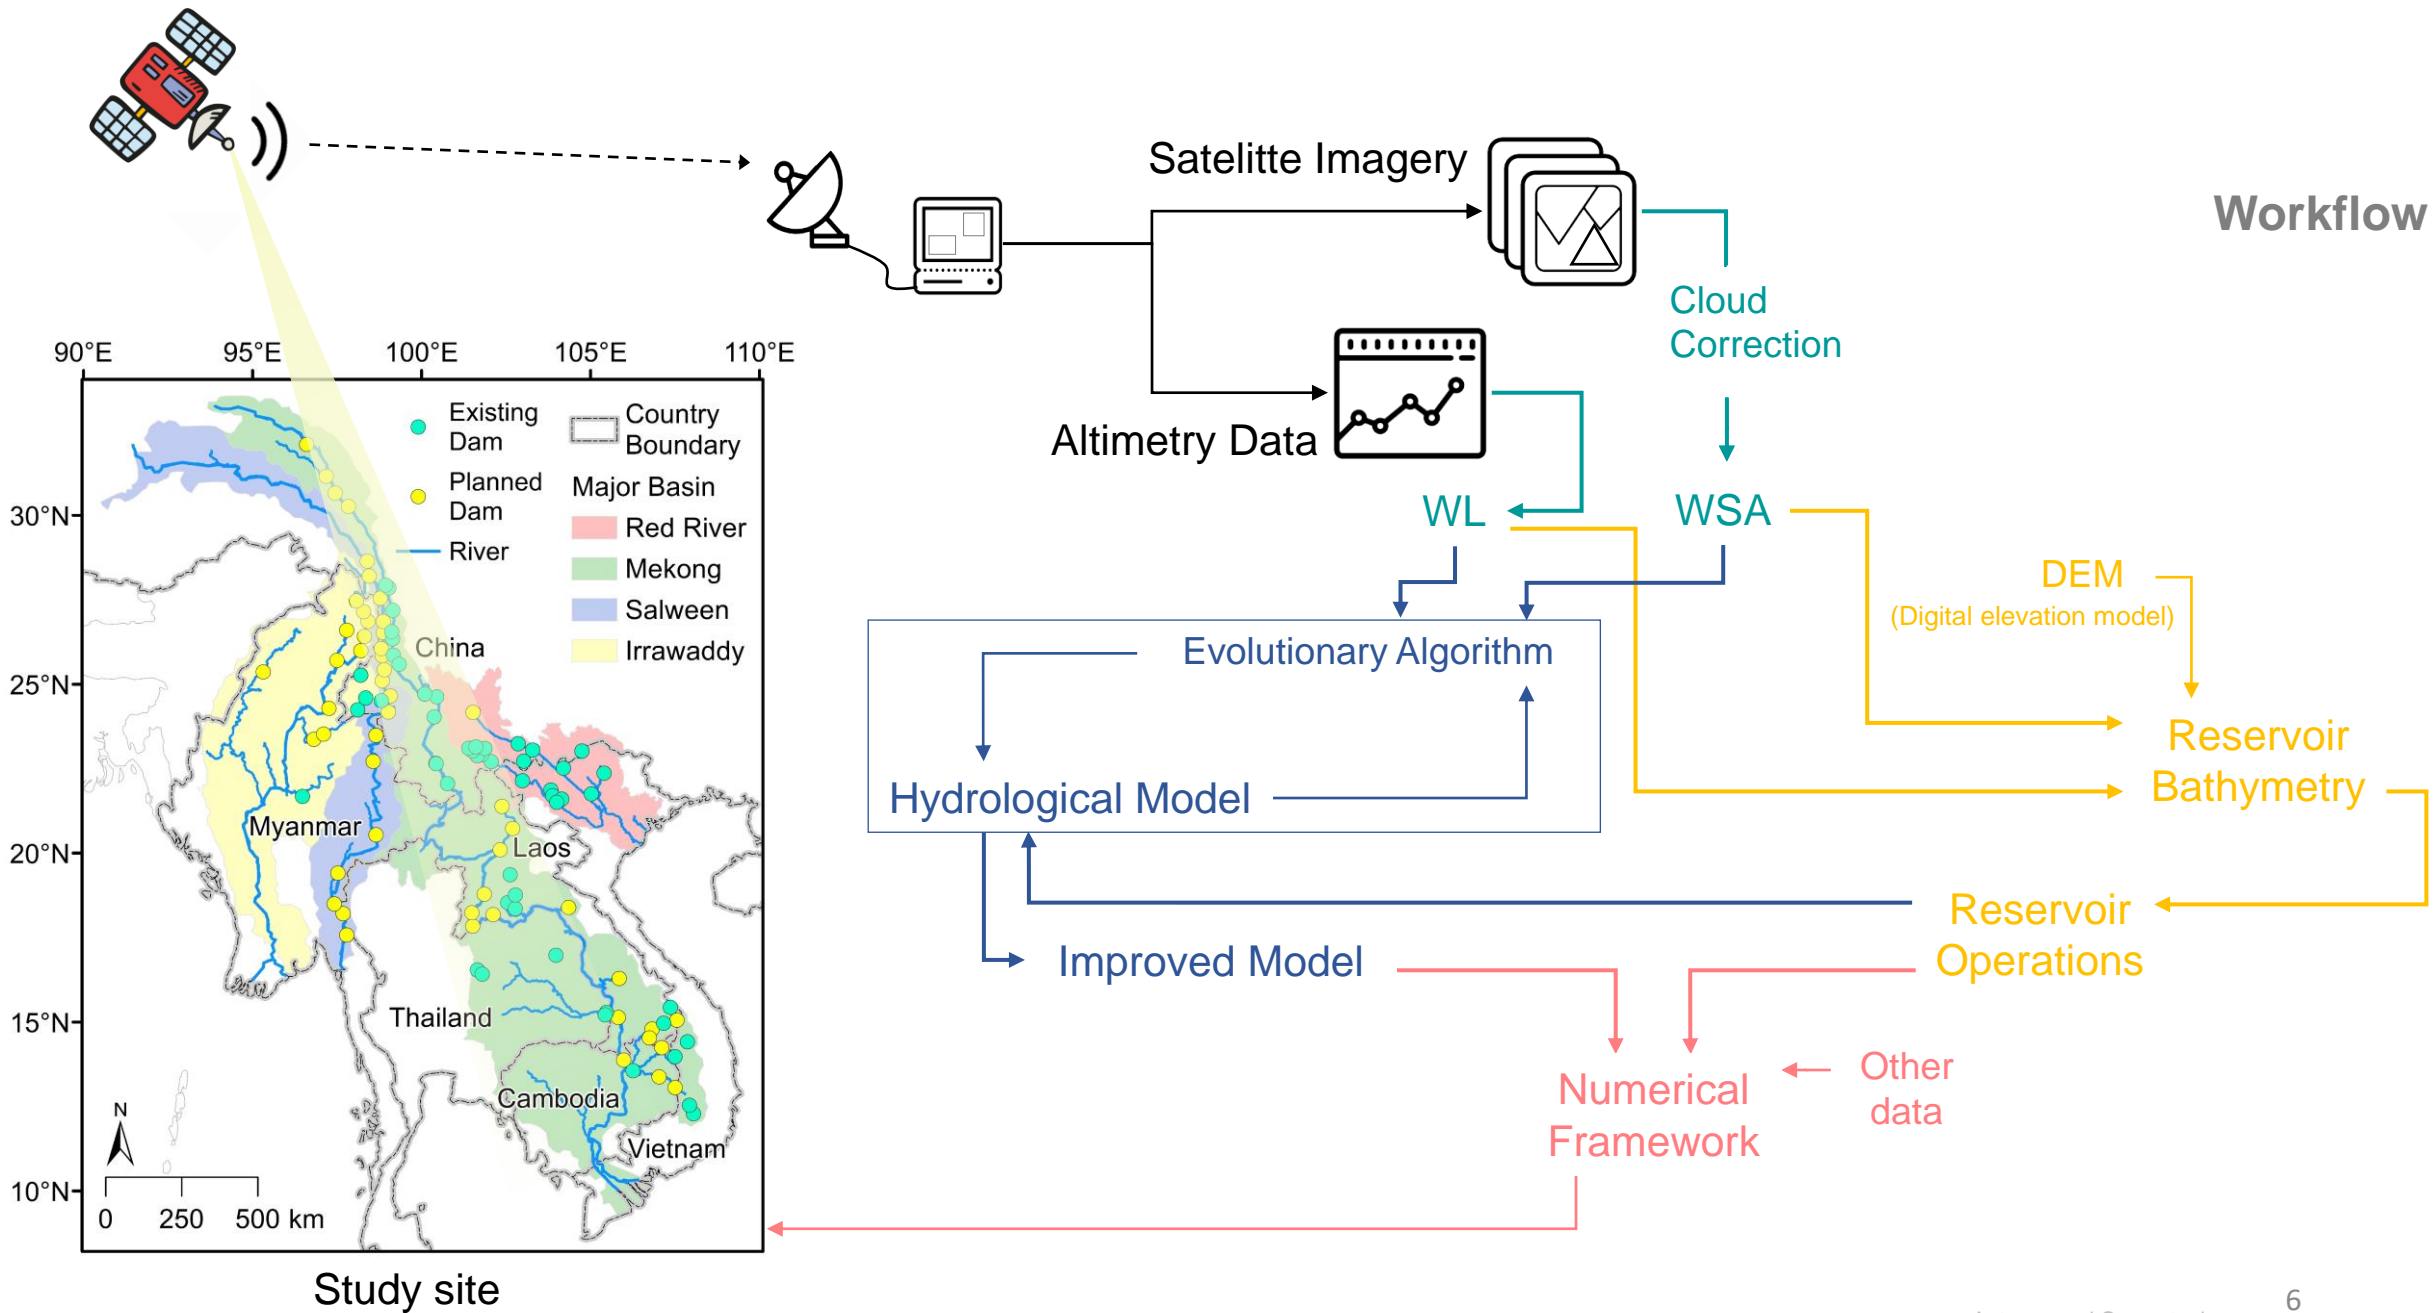 Workflow
Satelitte Imagery
Cloud
Correction
Altimetry Data
WL
WSA
DEM
(Digital elevation model)
Evolutionary Algorithm
Hydrological Model
Reservoir
Bathymetry
Reservoir
Operations
Improved Model
Numerical
Framework
Other
data
90°E
95°E
100°E
105°E
110°E
30°N
25°N
20°N
15°N
10°N
Existing
Dam
Planned
Dam
River
Country
Boundary
Major Basin
Red River
Mekong
Salween
Irrawaddy
China
Myanmar
Laos
Thailand
Cambodia
Vietnam
N
0 250 500 km
Study site
6